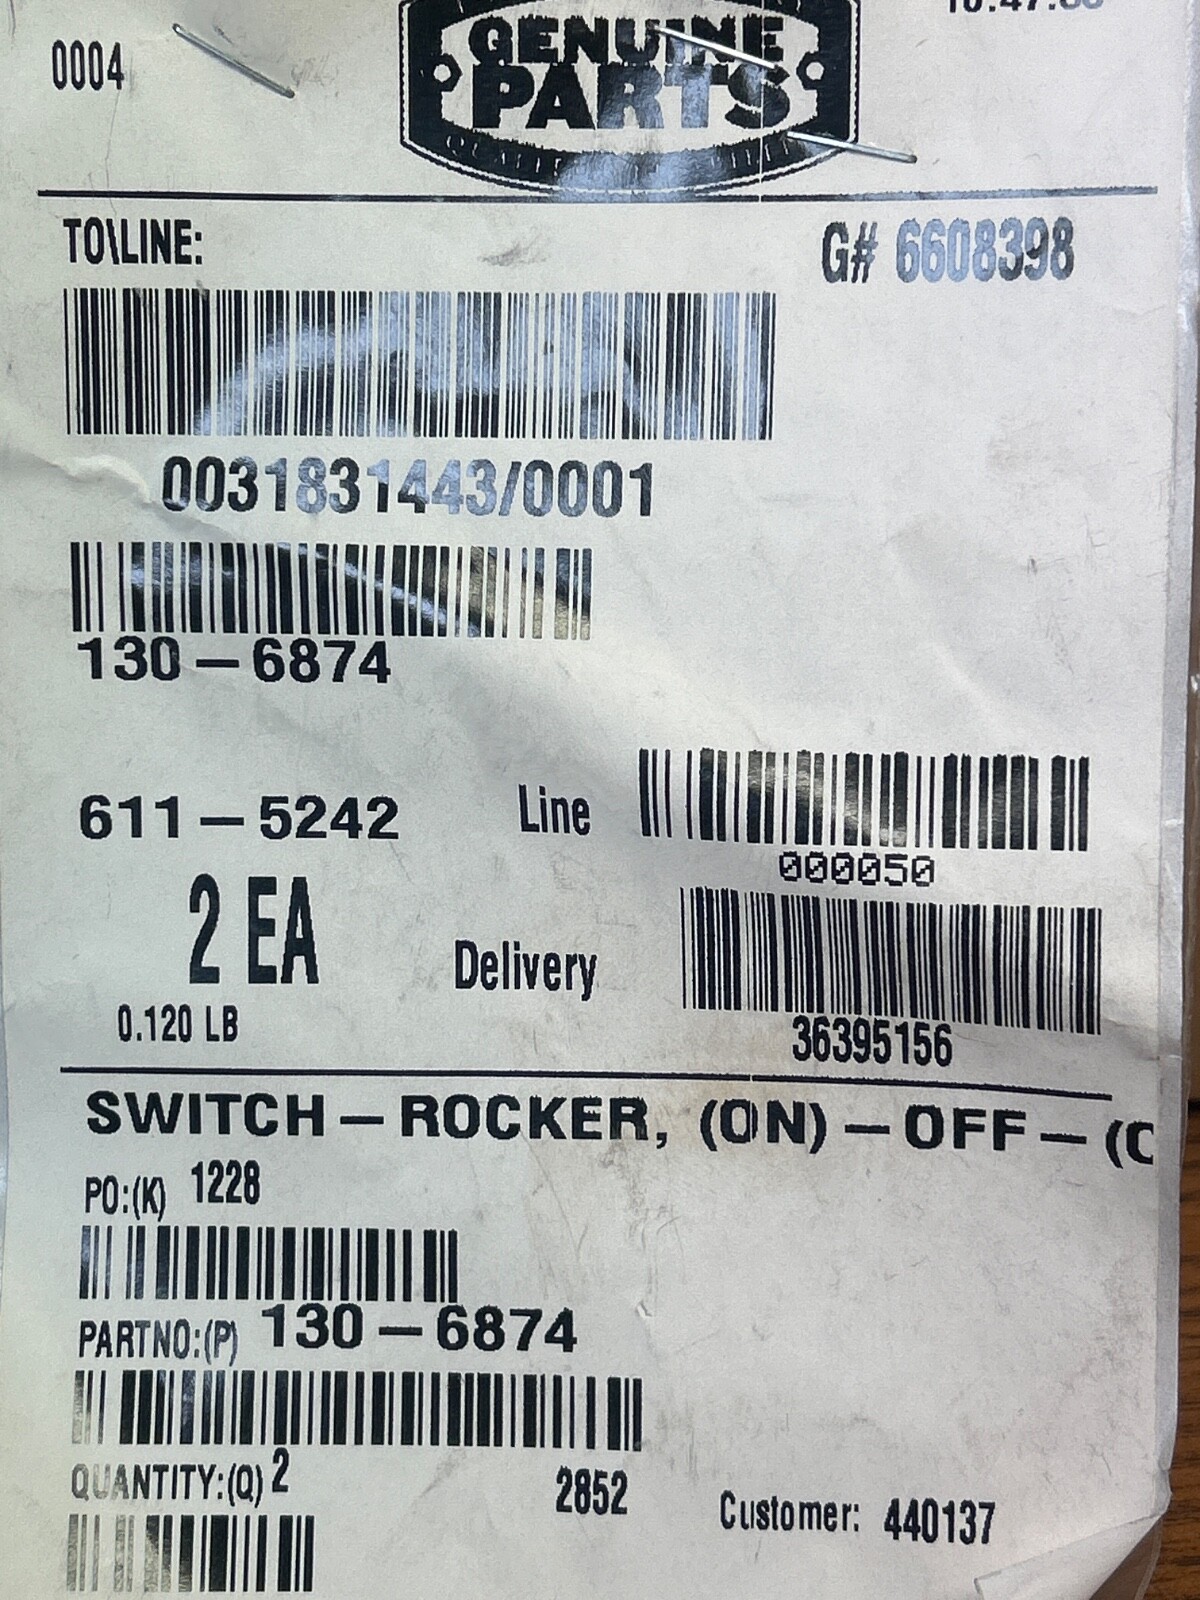 GENUINE
PARTS
0004
TO\LINE:
G# 6608398
0031831443/0001
130-6874
611-5242
Line
000050
2 EA
Delivery
0.120 LB
36395156
SWITCH-ROCKER, (ON)-OFF-(
PO:(K) 1228
PARTNO:(P) 130-6874
QUANTITY:(Q) 2
2852
Customer: 440137